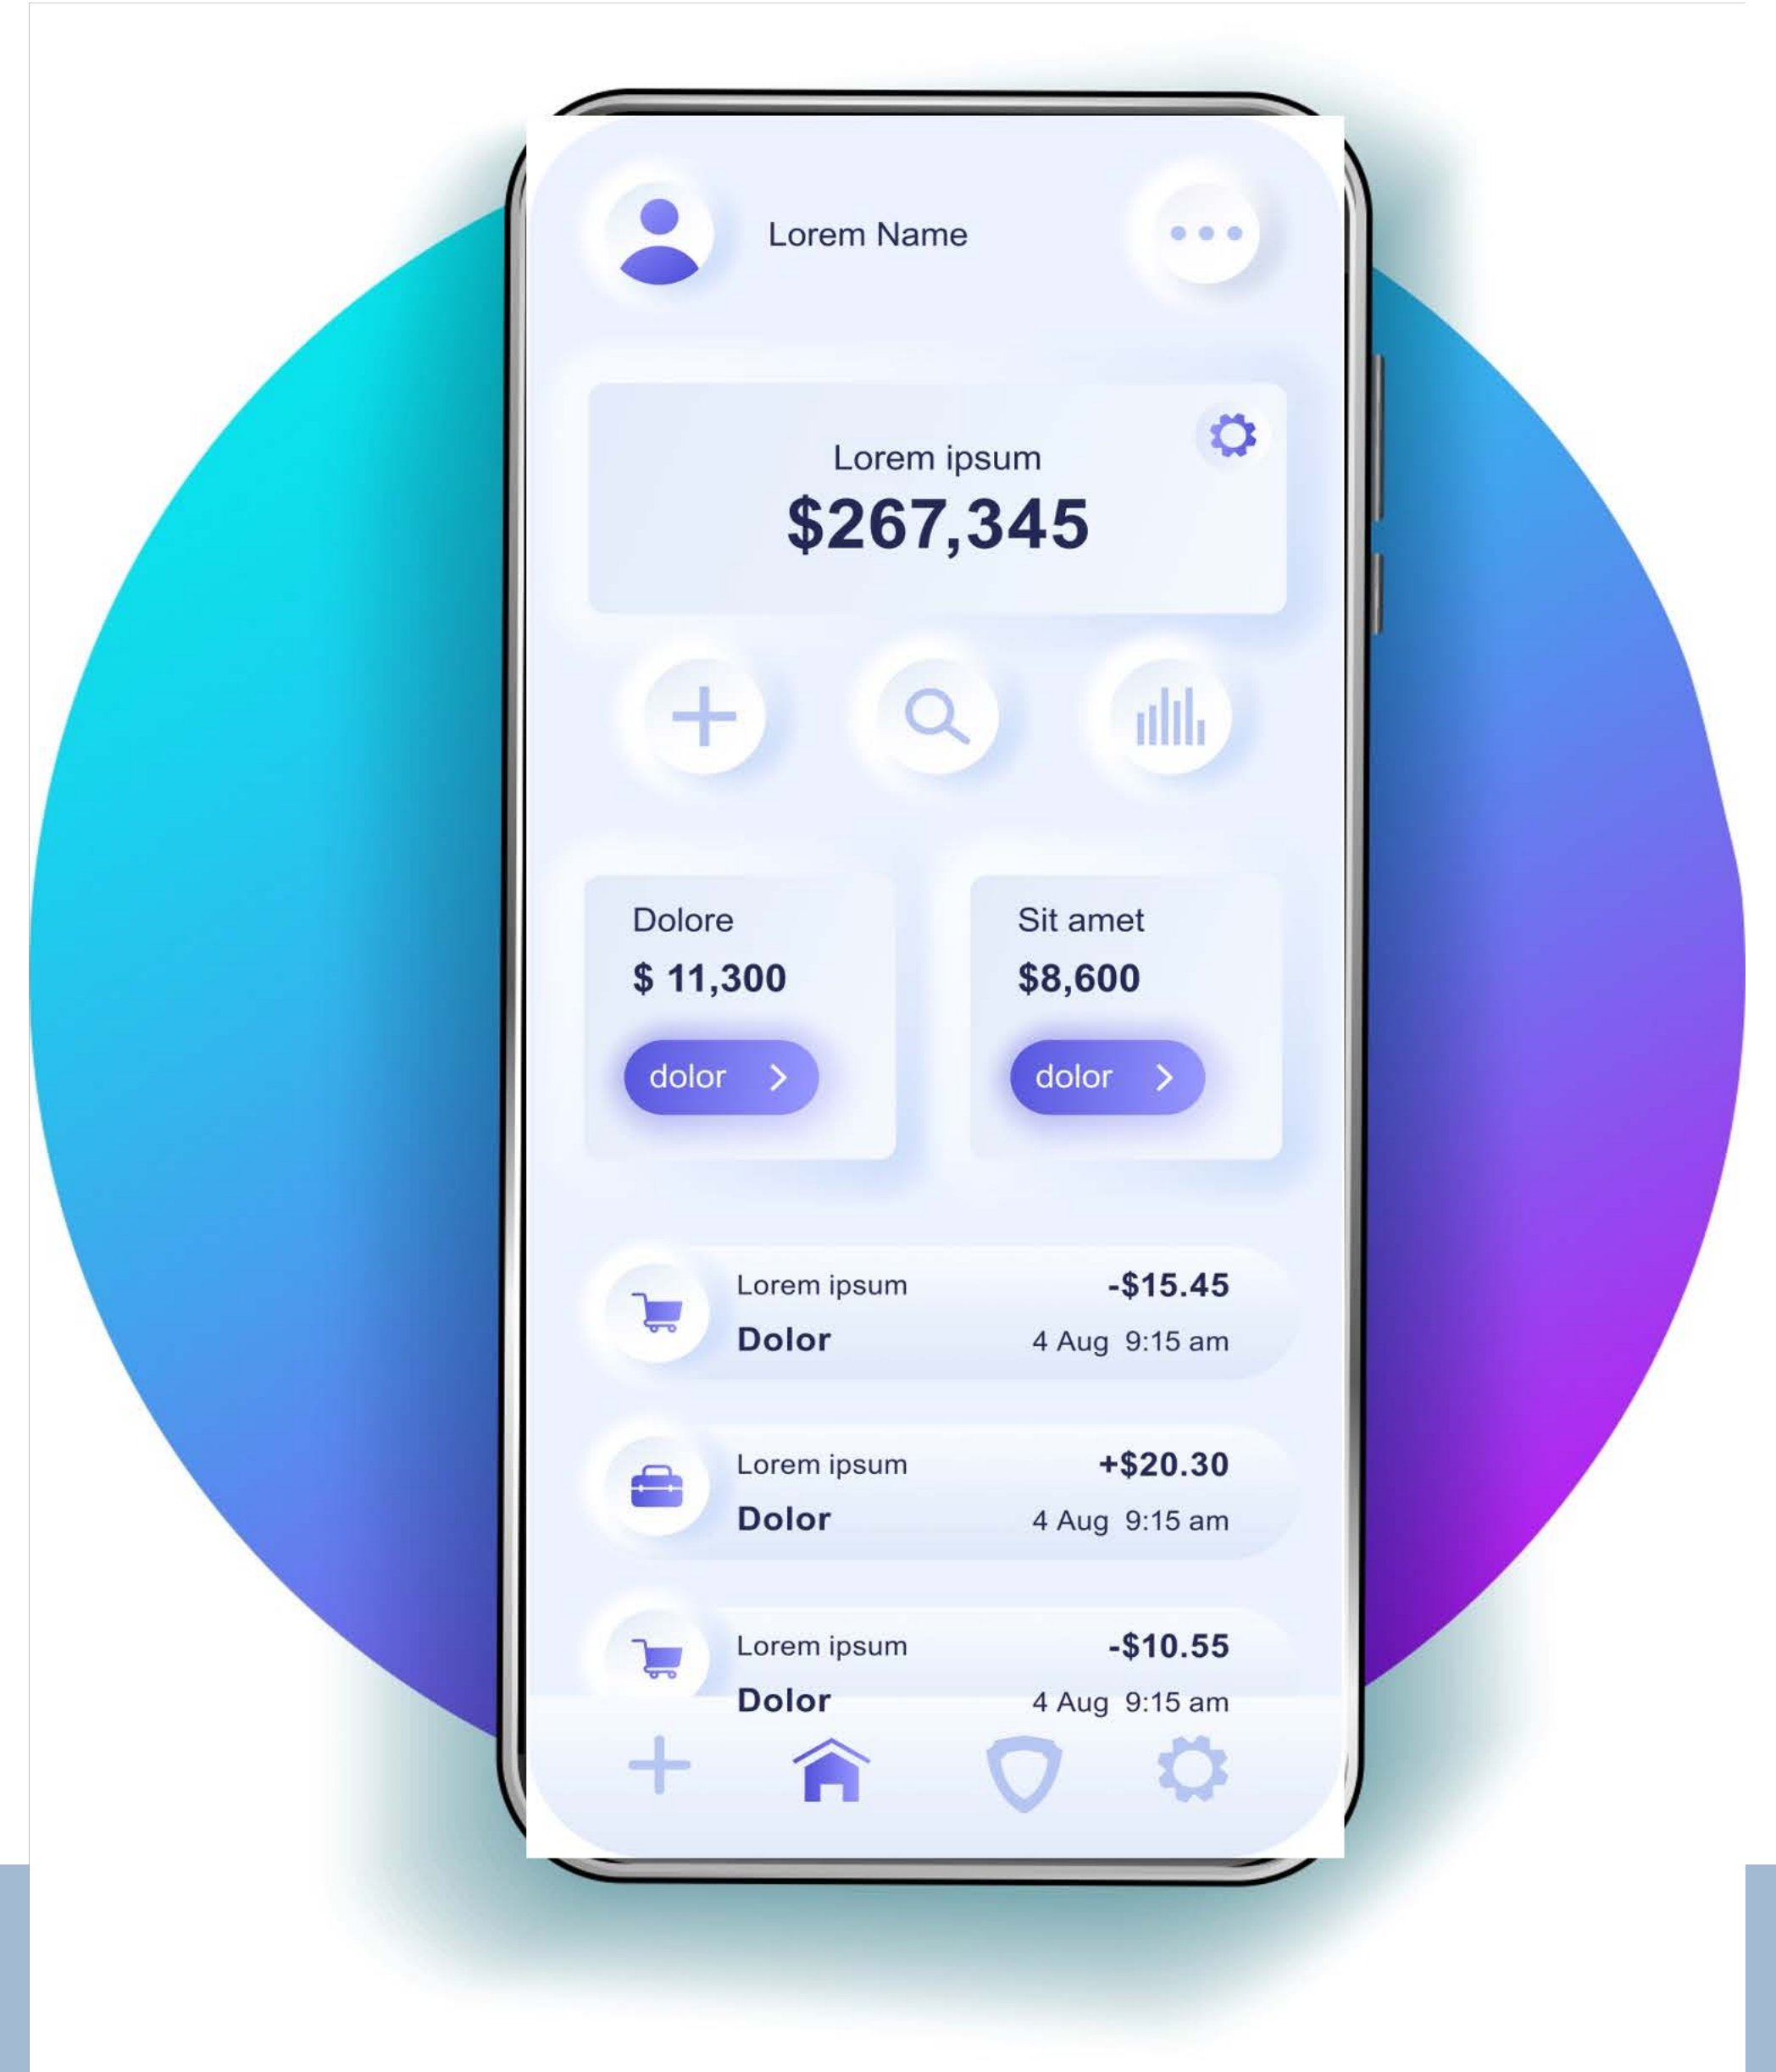 Lorem Name
Lorem ipsum
$267,345
Dolore
$ 11,300
dolor
Sit amet
$8,600
dolor
Lorem ipsum -$15.45
Dolor 4 Aug 9:15 am
Lorem ipsum +$20.30
Dolor 4 Aug 9:15 am
Lorem ipsum -$10.55
Dolor 4 Aug 9:15 am